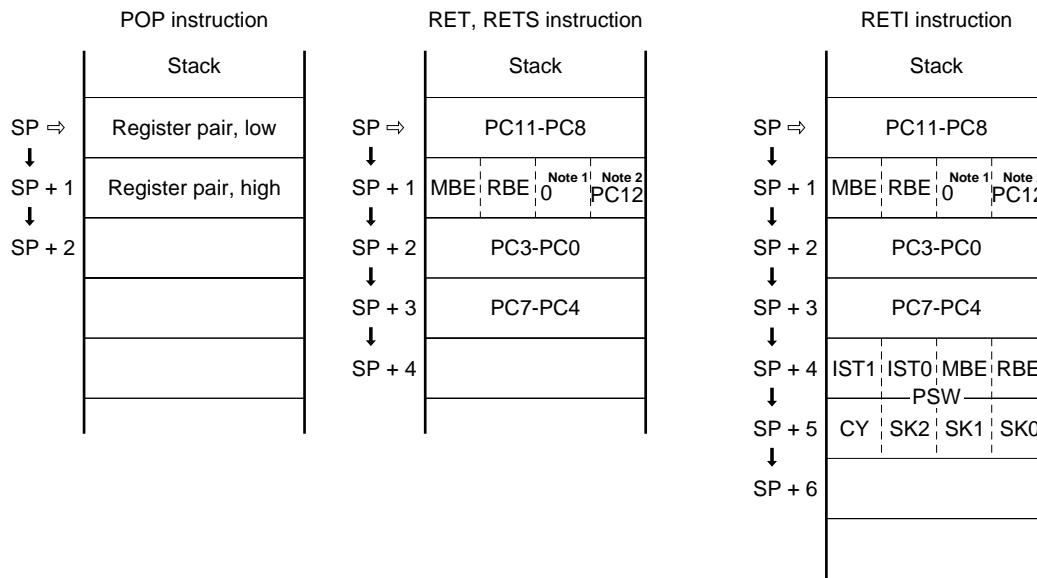 POP instruction
Stack
SP ⇨ Register pair, low
SP + 1 Register pair, high
SP + 2
RET, RETS instruction
Stack
SP ⇨ PC11-PC8
SP + 1 MBE RBE 0 Note 1 PC12 Note 2
SP + 2 PC3-PC0
SP + 3 PC7-PC4
SP + 4
RETI instruction
Stack
SP ⇨ PC11-PC8
SP + 1 MBE RBE 0 Note 1 Note
SP + 2 PC3-PC0
SP + 3 PC7-PC4
SP + 4 IST1 IST0 MBE RBE
PSW
SP + 5 CY SK2 SK1 SK0
SP + 6